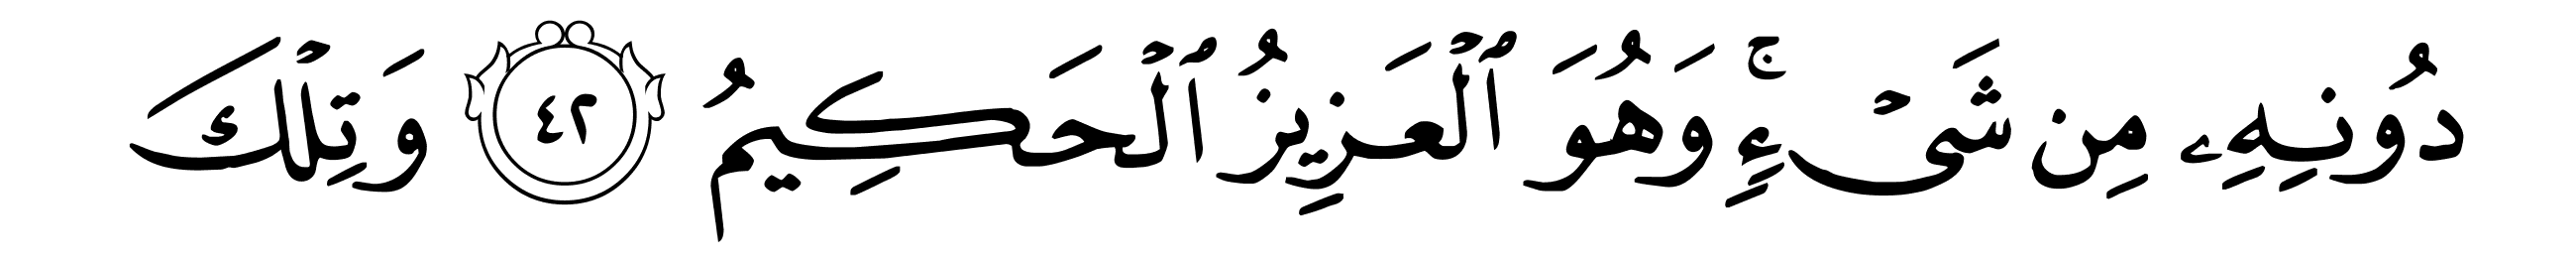 دُونِهِۦ مِن شَىْءٍۢ ۚ وَهُوَ ٱلْعَزِيزُ ٱلْحَكِيمُ ٤٢ وَتِلْكَ